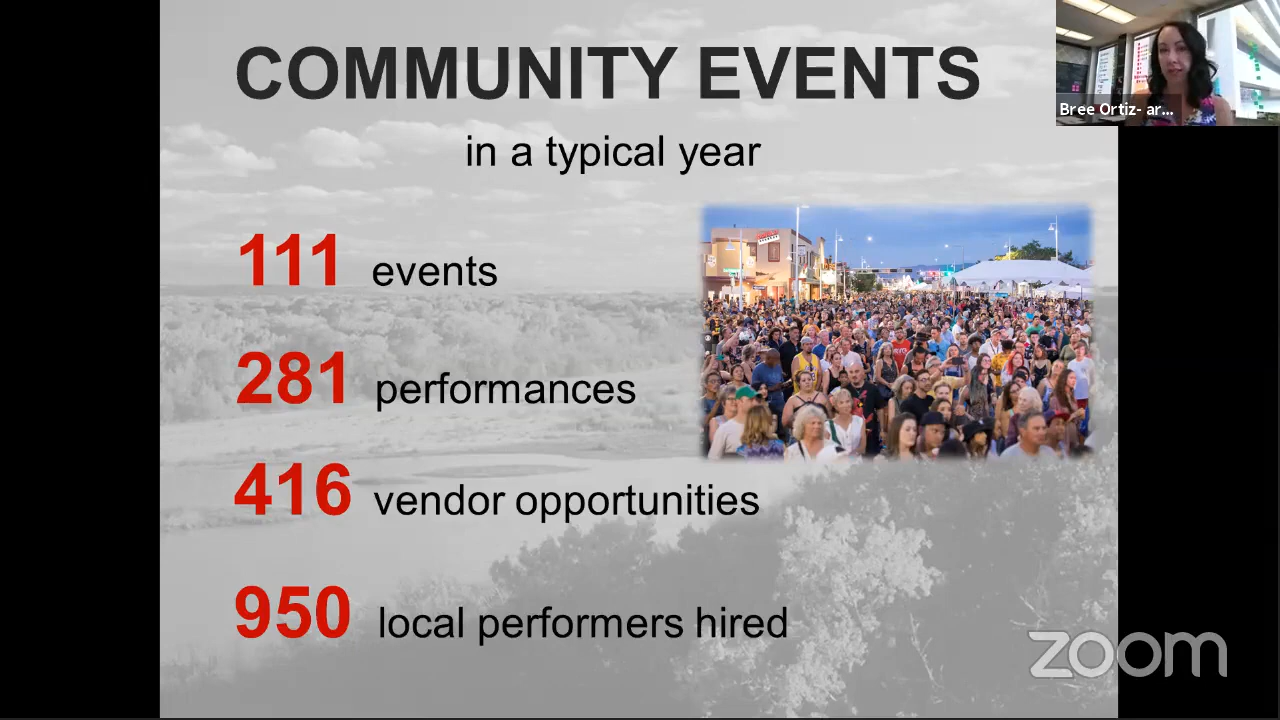 COMMUNITY EVENTS
in a typical year
111 events
281 performances
416 vendor opportunities
950 local performers hired
Bree Ortiz- ar...
zoom